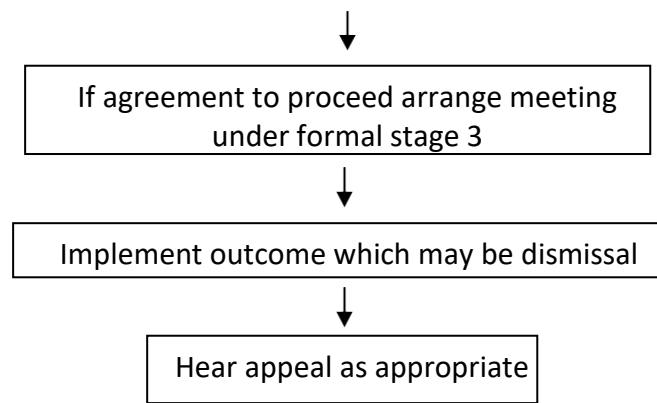 If agreement to proceed arrange meeting
under formal stage 3
Implement outcome which may be dismissal
Hear appeal as appropriate